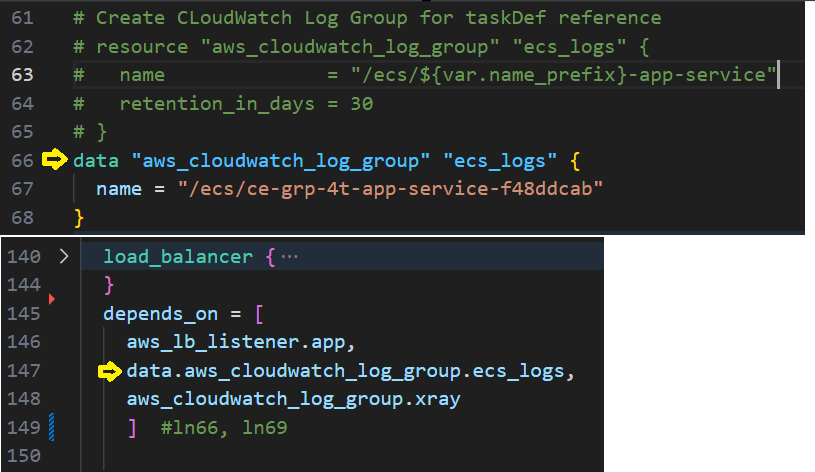 61 # Create CLoudWatch Log Group for taskDef reference
62 # resource "aws_cloudwatch_log_group" "ecs_logs" {
63 #   name              = "/ecs/${var.name_prefix}-app-service"
64 #   retention_in_days = 30
65 # }
66 data "aws_cloudwatch_log_group" "ecs_logs" {
67   name = "/ecs/ce-grp-4t-app-service-f48ddcab"
68 }
140 > load_balancer { ···
144 }
145 depends_on = [
146   aws_lb_listener.app,
147   data.aws_cloudwatch_log_group.ecs_logs,
148   aws_cloudwatch_log_group.xray
149   ]  #ln66, ln69
150